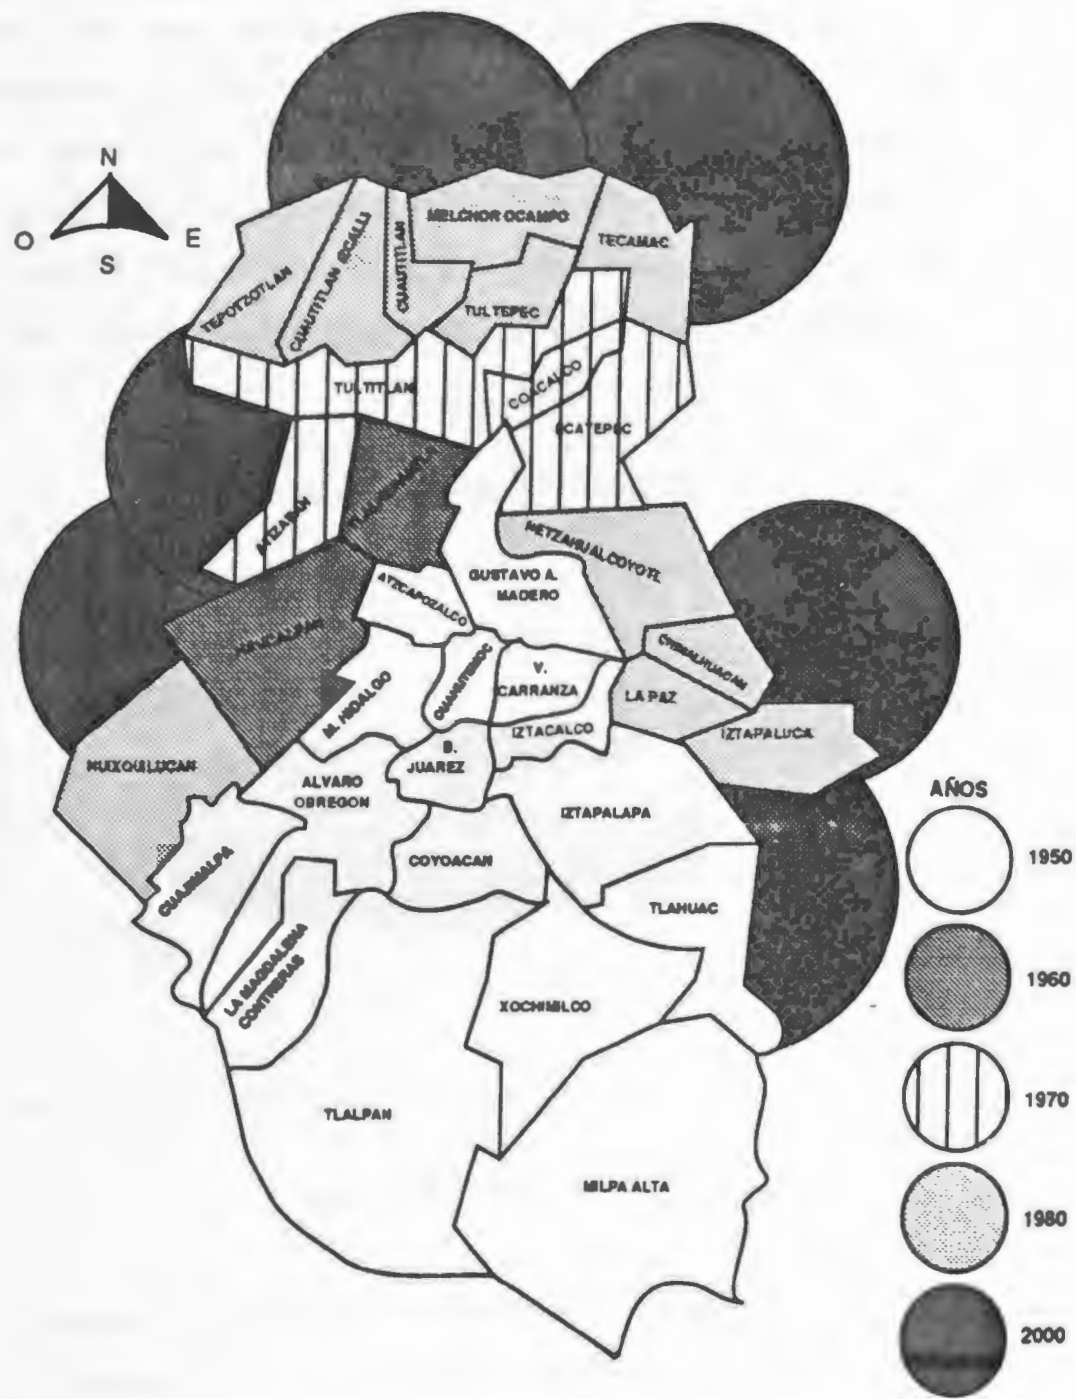 N
O
E
S
MELCHOR OCAMPO
TECAMAC
TEPOTZOTLAN
CUAUTITLAN IZCALLI
CUAUTITLAN
TULTEPEC
TULTITLAN
COACALCO
ECATEPEC
ATIZAPAN
NETZAHUALCOYOTL
AZCAPOZALCO
GUSTAVO A.
MADERO
CHIMALHUACAN
M. HIDALGO
CUAHUTEMOC
V.
CARRANZA
LA PAZ
IZTACALCO
IZTAPALUCA
HUIXQUILUCAN
B.
JUAREZ
ALVARO
OBREGON
IZTAPALAPA
COYOACAN
CUAJIMALPA
TLAHUAC
LA MAGDALENA
CONTRERAS
XOCHIMILCO
TLALPAN
MILPA ALTA
AÑOS
1950
1960
1970
1980
2000